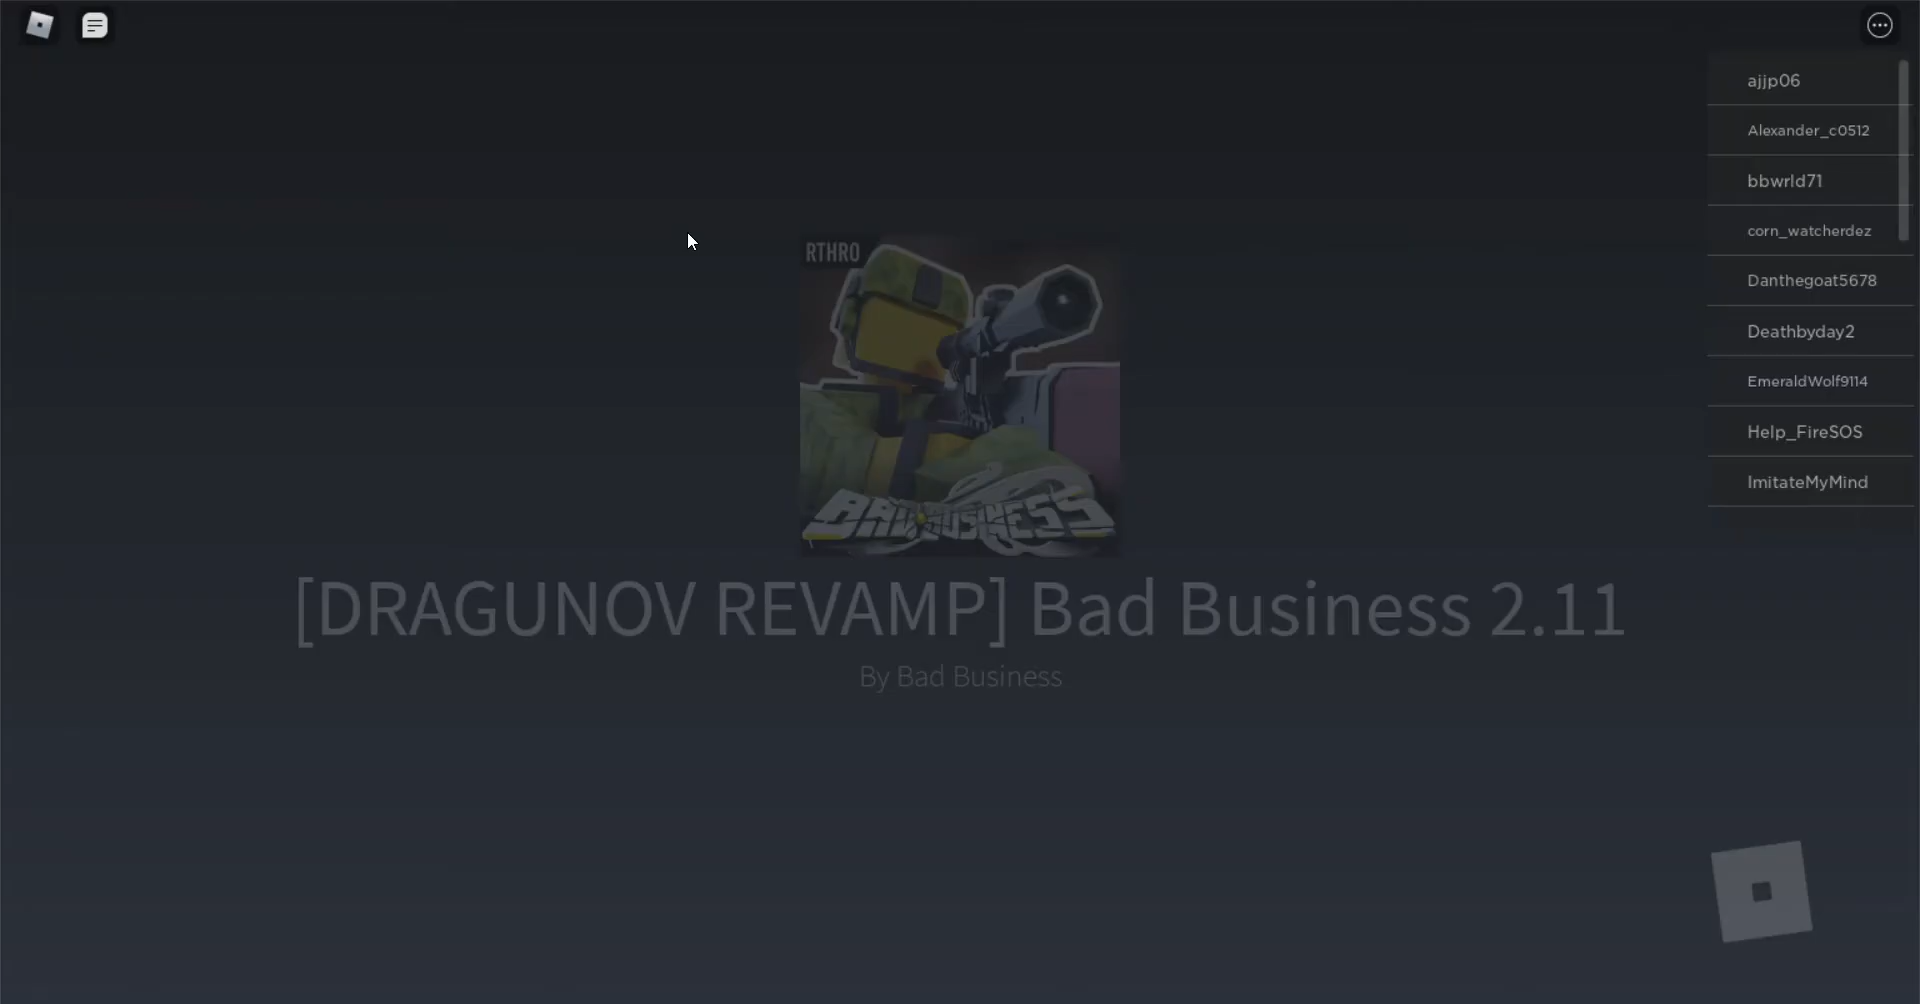 ajjp06
Alexander_c0512
bbwrld71
corn_watcherdez
Danthegoat5678
Deathbyday2
EmeraldWolf9114
Help_FireSOS
ImitateMyMind
RTHRO
BAD BUSINESS
[DRAGUNOV REVAMP] Bad Business 2.11
By Bad Business